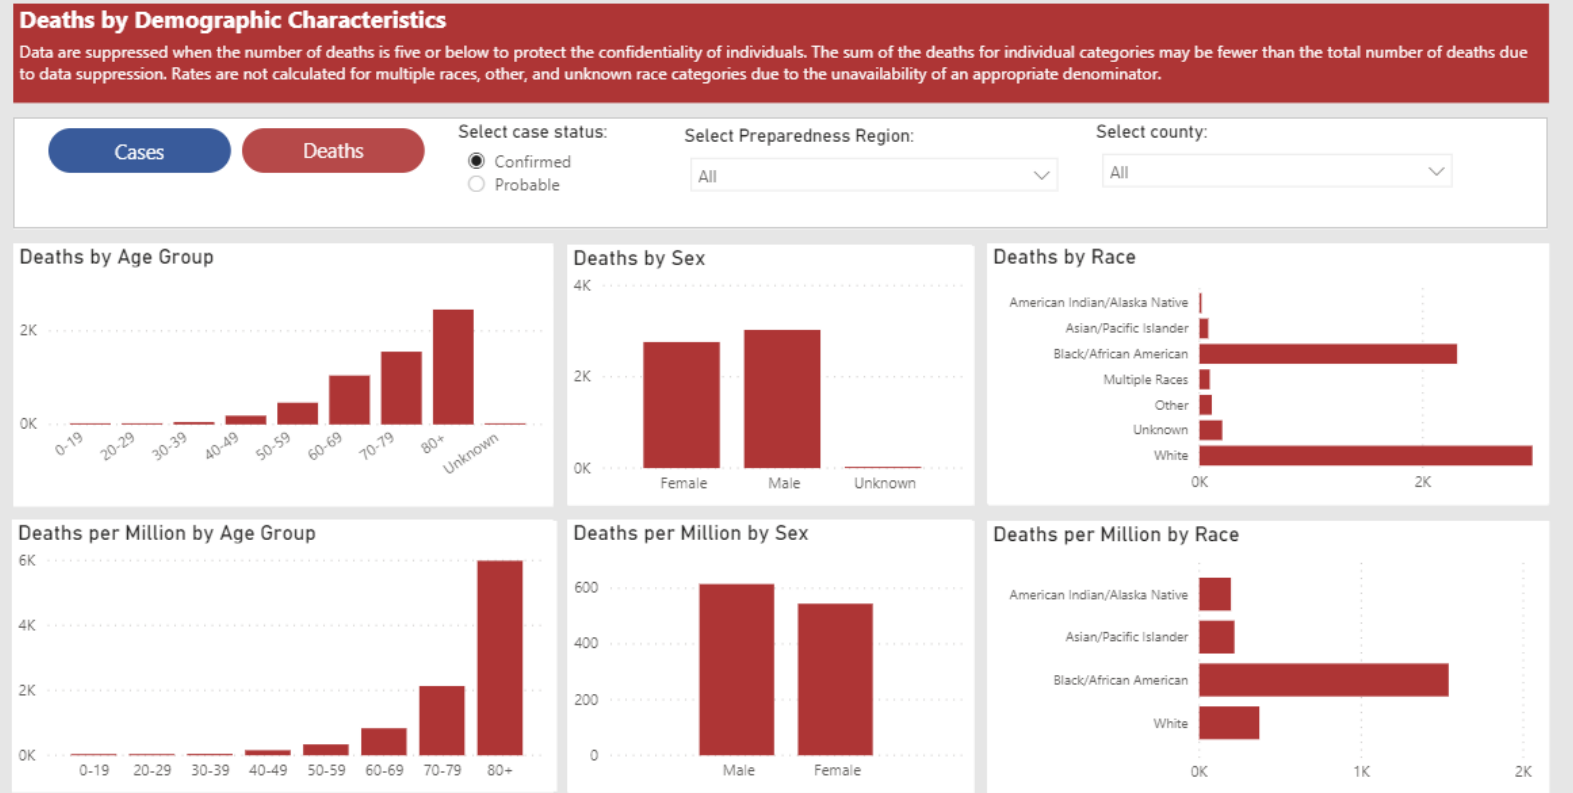 Deaths by Demographic Characteristics
Data are suppressed when the number of deaths is five or below to protect the confidentiality of individuals. The sum of the deaths for individual categories may be fewer than the total number of deaths due
to data suppression. Rates are not calculated for multiple races, other, and unknown race categories due to the unavailability of an appropriate denominator.
Cases
Deaths
Select case status:
Confirmed
Probable
Select Preparedness Region:
All
Select county:
All
Deaths by Age Group
2K
0K
0-19
20-29
30-39
40-49
50-59
60-69
70-79
80+
Unknown
Deaths by Sex
4K
2K
0K
Female
Male
Unknown
Deaths by Race
American Indian/Alaska Native
Asian/Pacific Islander
Black/African American
Multiple Races
Other
Unknown
White
0K
2K
Deaths per Million by Age Group
6K
4K
2K
0K
0-19
20-29
30-39
40-49
50-59
60-69
70-79
80+
Deaths per Million by Sex
600
400
200
0
Male
Female
Deaths per Million by Race
American Indian/Alaska Native
Asian/Pacific Islander
Black/African American
White
0K
1K
2K